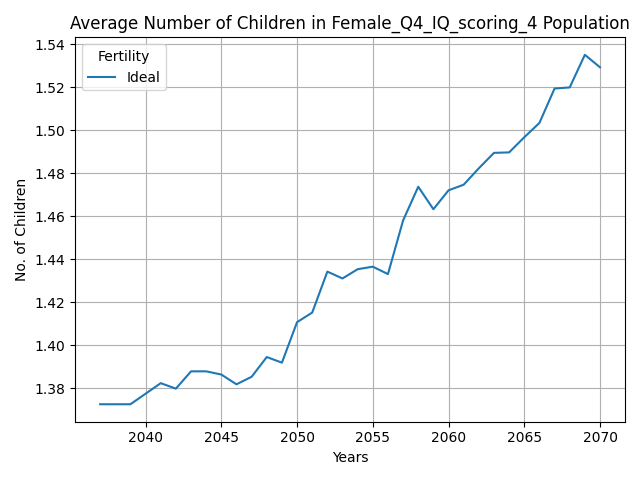 Average Number of Children in Female_Q4_IQ_scoring_4 Population
Fertility
Ideal
1.54
1.52
1.50
1.48
1.46
1.44
1.42
1.40
1.38
No. of Children
2040 2045 2050 2055 2060 2065 2070
Years